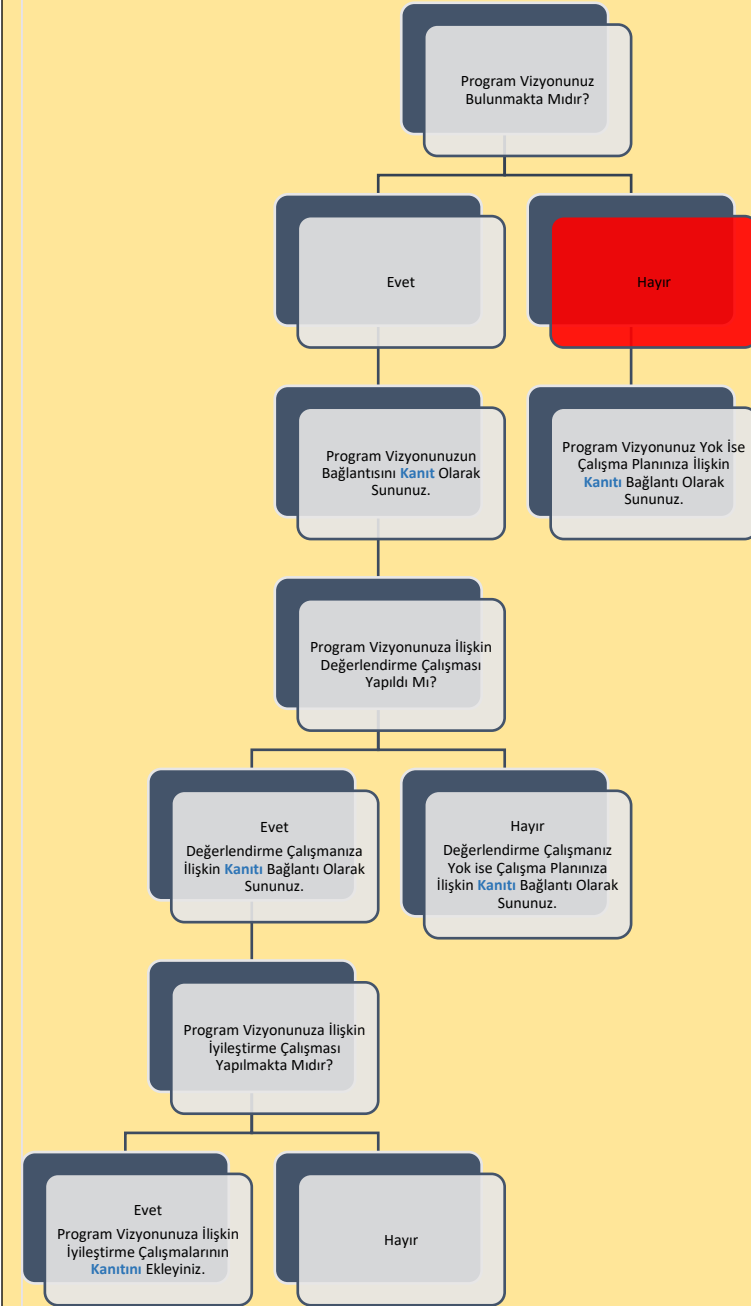 Program Vizyonunuz
Bulunmakta Mıdır?
Evet
Hayır
Program Vizyonunuzun
Bağlantısını Kanıt Olarak
Sununuz.
Program Vizyonunuz Yok İse
Çalışma Planınıza İlişkin
Kanıtı Bağlantı Olarak
Sununuz.
Program Vizyonunuza İlişkin
Değerlendirme Çalışması
Yapıldı Mı?
Evet
Değerlendirme Çalışmanıza
İlişkin Kanıtı Bağlantı Olarak
Sununuz.
Hayır
Değerlendirme Çalışmanız
Yok ise Çalışma Planınıza
İlişkin Kanıtı Bağlantı Olarak
Sununuz.
Program Vizyonunuza İlişkin
İyileştirme Çalışması
Yapılmakta Mıdır?
Evet
Program Vizyonunuza İlişkin
İyileştirme Çalışmalarının
Kanıtını Ekleyiniz.
Hayır